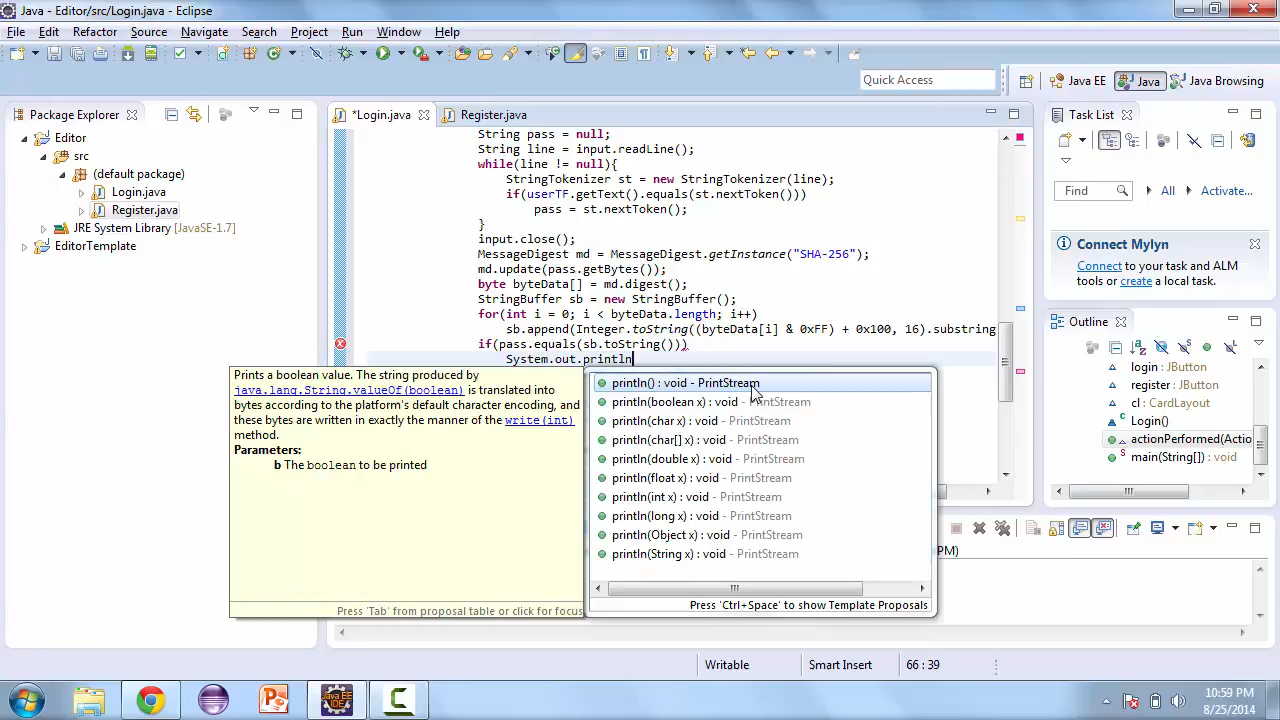 Java - Editor/src/Login.java - Eclipse
File Edit Refactor Source Navigate Search Project Run Window Help
Quick Access
Java EE
Java
Java Browsing
Package Explorer
*Login.java
Register.java
Task List
Editor
src
(default package)
Login.java
Register.java
JRE System Library [JavaSE-1.7]
EditorTemplate
String pass = null;
String line = input.readLine();
while(line != null){
StringTokenizer st = new StringTokenizer(line);
if(userTF.getText().equals(st.nextToken()))
pass = st.nextToken();
}
input.close();
MessageDigest md = MessageDigest.getInstance("SHA-256");
md.update(pass.getBytes());
byte byteData[] = md.digest();
StringBuffer sb = new StringBuffer();
for(int i = 0; i < byteData.length; i++)
sb.append(Integer.toString((byteData[i] & 0xFF) + 0x100, 16).substring
if(pass.equals(sb.toString()))
System.out.println
Find
All
Activate...
Connect Mylyn
Connect to your task and ALM
tools or create a local task.
Outline
login : JButton
register : JButton
cl : CardLayout
Login()
actionPerformed(Actio
main(String[]) : void
Prints a boolean value. The string produced by
java.lang.String.valueOf(boolean) is translated into
bytes according to the platform's default character encoding, and
these bytes are written in exactly the manner of the write(int)
method.
Parameters:
b The boolean to be printed
Press 'Tab' from proposal table or click for focus
println() : void - PrintStream
println(boolean x) : void - PrintStream
println(char x) : void - PrintStream
println(char[] x) : void - PrintStream
println(double x) : void - PrintStream
println(float x) : void - PrintStream
println(int x) : void - PrintStream
println(long x) : void - PrintStream
println(Object x) : void - PrintStream
println(String x) : void - PrintStream
Press 'Ctrl+Space' to show Template Proposals
PM)
Writable
Smart Insert
66 : 39
Java EE
IDE
10:59 PM
8/25/2014